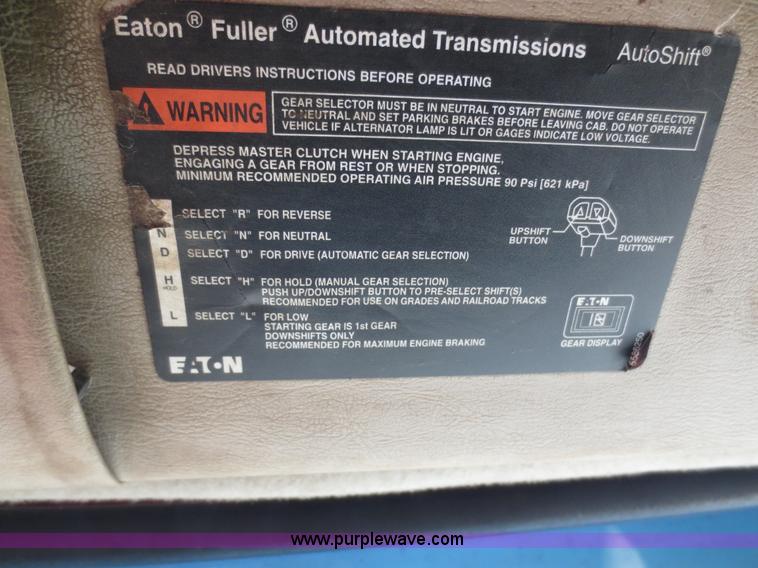 Eaton® Fuller® Automated Transmissions AutoShift®
READ DRIVERS INSTRUCTIONS BEFORE OPERATING
WARNING
GEAR SELECTOR MUST BE IN NEUTRAL TO START ENGINE. MOVE GEAR SELECTOR
TO NEUTRAL AND SET PARKING BRAKES BEFORE LEAVING CAB. DO NOT OPERATE
VEHICLE IF ALTERNATOR LAMP IS LIT OR GAGES INDICATE LOW VOLTAGE.
DEPRESS MASTER CLUTCH WHEN STARTING ENGINE,
ENGAGING A GEAR FROM REST OR WHEN STOPPING.
MINIMUM RECOMMENDED OPERATING AIR PRESSURE 90 Psi [621 kPa]
SELECT "R" FOR REVERSE
N SELECT "N" FOR NEUTRAL
D SELECT "D" FOR DRIVE (AUTOMATIC GEAR SELECTION)
H HOLD SELECT "H" FOR HOLD (MANUAL GEAR SELECTION)
PUSH UP/DOWNSHIFT BUTTON TO PRE-SELECT SHIFT(S)
RECOMMENDED FOR USE ON GRADES AND RAILROAD TRACKS
L SELECT "L" FOR LOW
STARTING GEAR IS 1st GEAR
DOWNSHIFTS ONLY
RECOMMENDED FOR MAXIMUM ENGINE BRAKING
EATON
UPSHIFT
BUTTON
DOWNSHIFT
BUTTON
EATON
GEAR DISPLAY
www.purplewave.com